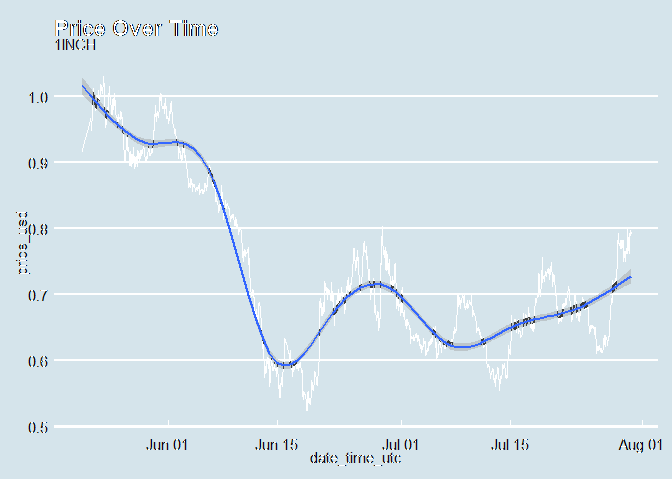 Price Over Time
1INCH
1.0
0.9
0.8
0.7
0.6
0.5
price_usd
Jun 01
Jun 15
Jul 01
Jul 15
Aug 01
date_time_utc